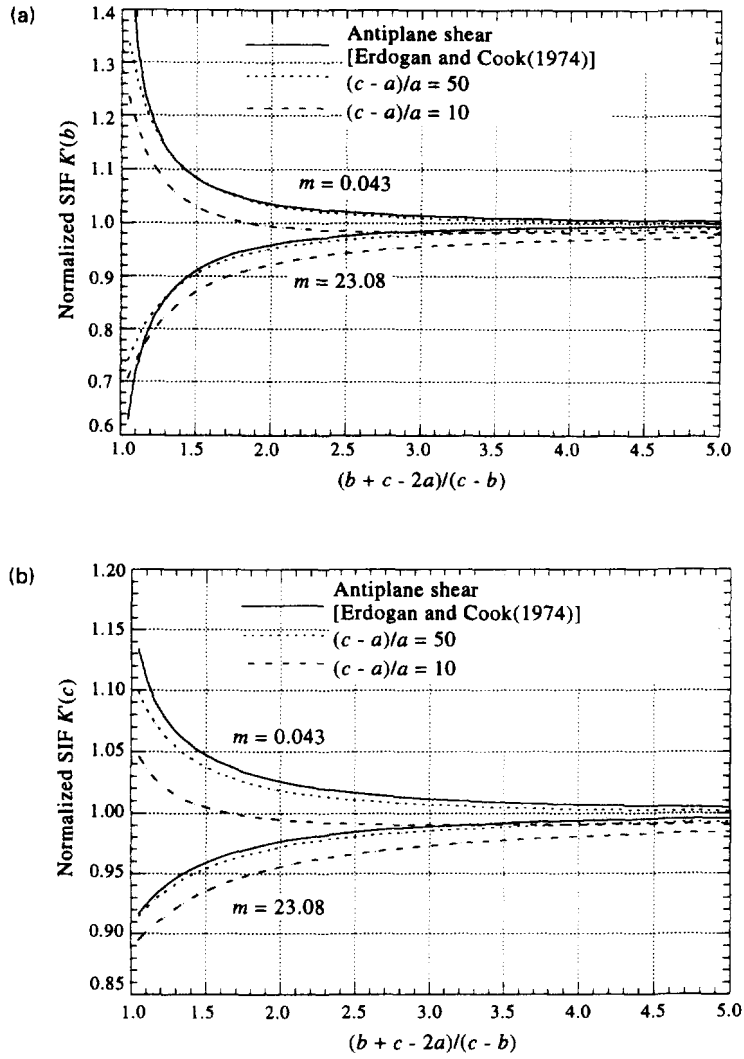 (a)
Normalized SIF K'(b)
1.4
1.3
1.2
1.1
1.0
0.9
0.8
0.7
0.6
Antiplane shear
[Erdogan and Cook(1974)]
(c - a)/a = 50
(c - a)/a = 10
m = 0.043
m = 23.08
1.0 1.5 2.0 2.5 3.0 3.5 4.0 4.5 5.0
(b + c - 2a)/(c - b)
(b)
Normalized SIF K'(c)
1.20
1.15
1.10
1.05
1.00
0.95
0.90
0.85
Antiplane shear
[Erdogan and Cook(1974)]
(c - a)/a = 50
(c - a)/a = 10
m = 0.043
m = 23.08
1.0 1.5 2.0 2.5 3.0 3.5 4.0 4.5 5.0
(b + c - 2a)/(c - b)